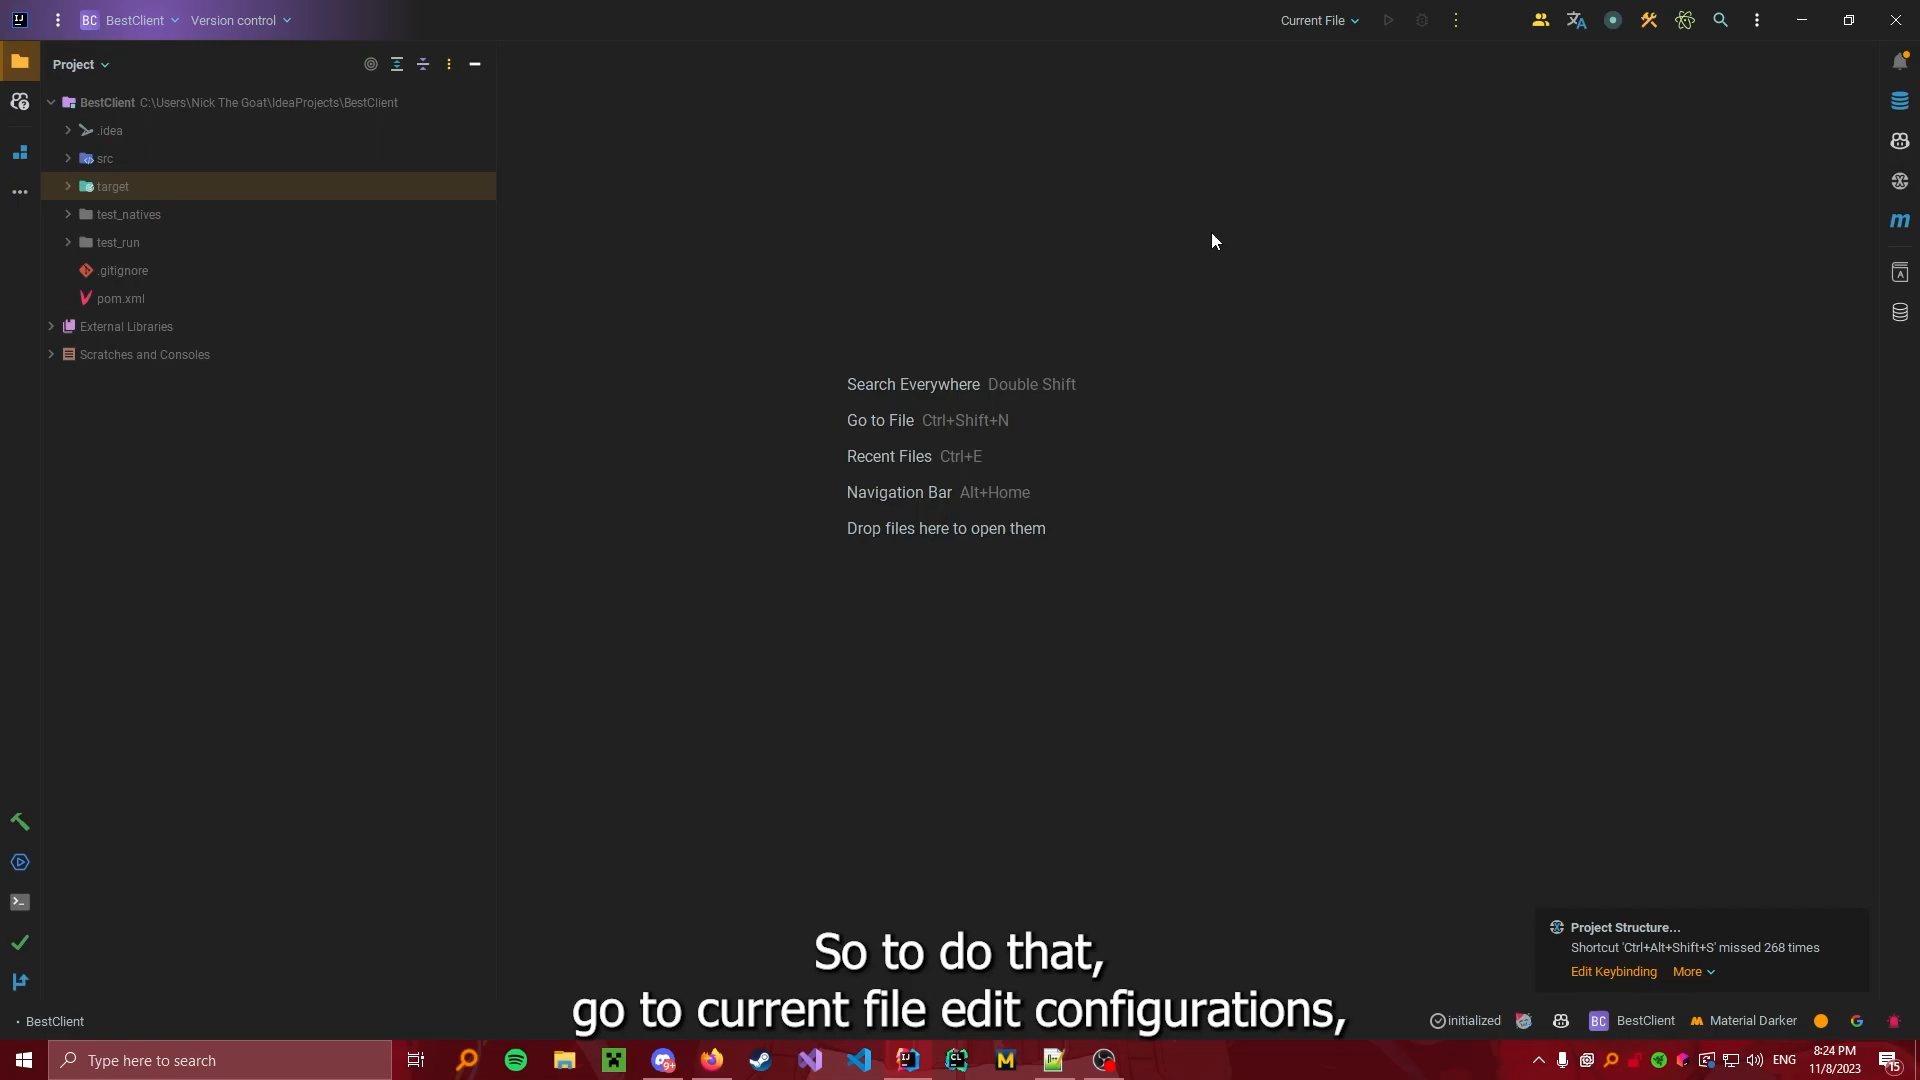 BC BestClient Version control
Current File
Project
BestClient C:\Users\Nick The Goat\IdeaProjects\BestClient
.idea
src
target
test_natives
test_run
.gitignore
pom.xml
External Libraries
Scratches and Consoles
Search Everywhere Double Shift
Go to File Ctrl+Shift+N
Recent Files Ctrl+E
Navigation Bar Alt+Home
Drop files here to open them
Project Structure...
Shortcut 'Ctrl+Alt+Shift+S' missed 268 times
Edit Keybinding More
So to do that,
go to current file edit configurations,
BestClient
initialized BC BestClient Material Darker
Type here to search
ENG
8:24 PM
11/8/2023
15